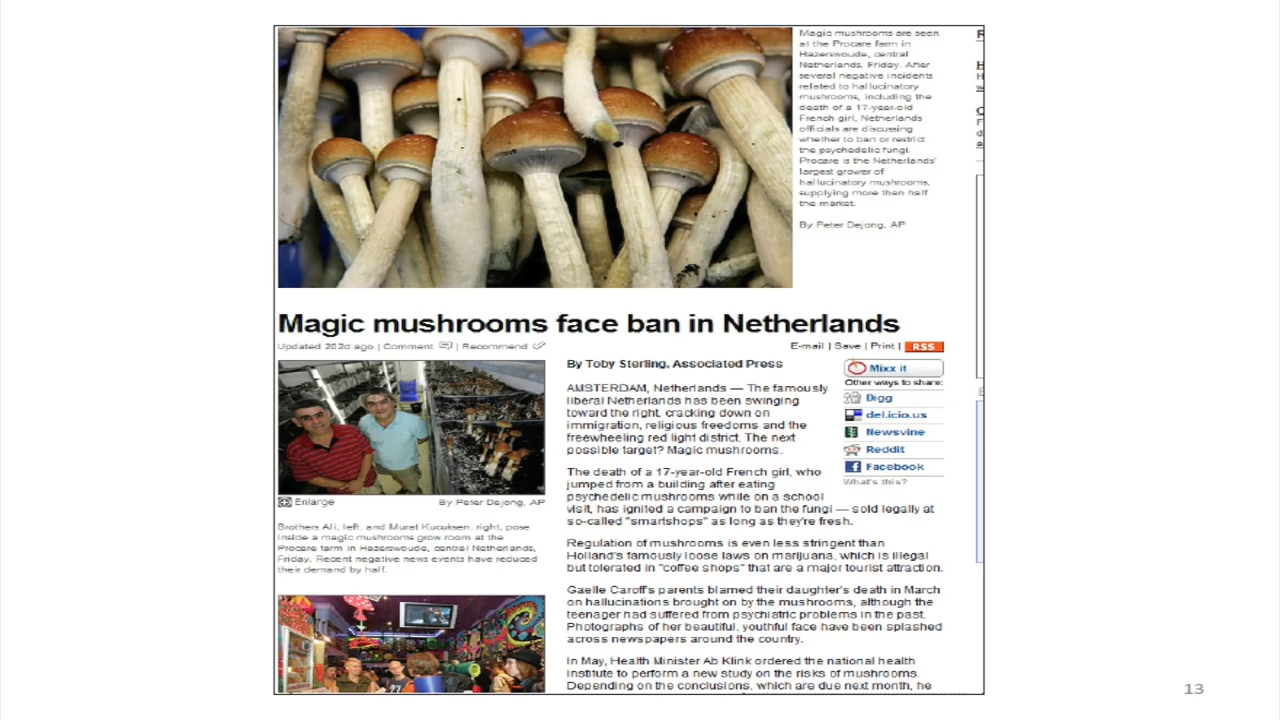 Magic mushrooms are seen
at the Procare farm in
Hazerswoude, central
Netherlands, Friday. After
several negative incidents
related to hallucinatory
mushrooms, including the
death of a 17-year-old
French girl, Netherlands
officials are discussing
whether to ban or restrict
the psychedelic fungi.
Procare is the Netherlands'
largest grower of
hallucinatory mushrooms,
supplying more than half
the market.
By Peter Dejong, AP
Magic mushrooms face ban in Netherlands
Updated 202d ago | Comment | Recommend
E-mail | Save | Print | RSS
By Toby Sterling, Associated Press
AMSTERDAM, Netherlands — The famously
liberal Netherlands has been swinging
toward the right, cracking down on
immigration, religious freedoms and the
freewheeling red light district. The next
possible target? Magic mushrooms.
The death of a 17-year-old French girl, who
jumped from a building after eating
psychedelic mushrooms while on a school
visit, has ignited a campaign to ban the fungi — sold legally at
so-called "smartshops" as long as they're fresh.
Regulation of mushrooms is even less stringent than
Holland's famously loose laws on marijuana, which is illegal
but tolerated in "coffee shops" that are a major tourist attraction.
Gaelle Caroff's parents blamed their daughter's death in March
on hallucinations brought on by the mushrooms, although the
teenager had suffered from psychiatric problems in the past.
Photographs of her beautiful, youthful face have been splashed
across newspapers around the country.
In May, Health Minister Ab Klink ordered the national health
institute to perform a new study on the risks of mushrooms.
Depending on the conclusions, which are due next month, he
Mixx it
Other ways to share:
Digg
del.icio.us
Newsvine
Reddit
Facebook
What's this?
Enlarge
By Peter Dejong, AP
Brothers Ali, left, and Murat Kucuksen, right, pose
inside a magic mushrooms grow room at the
Procare farm in Hazerswoude, central Netherlands,
Friday. Recent negative news events have reduced
their demand by half.
13